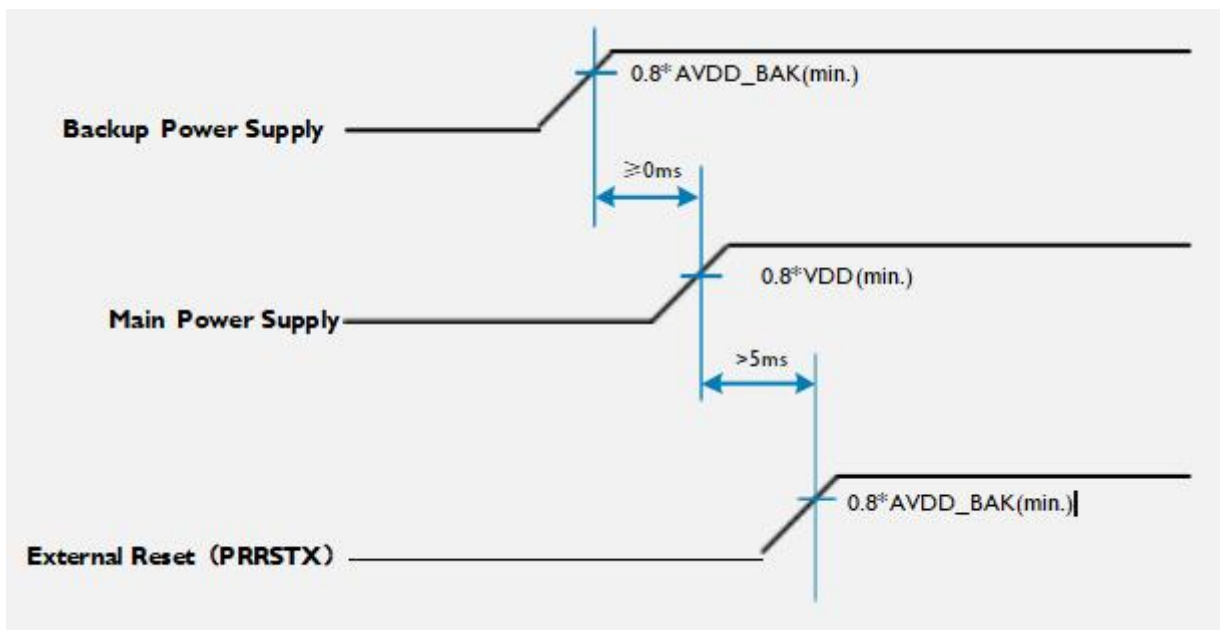 0.8* AVDD_BAK(min.)
Backup Power Supply
≥0ms
0.8*VDD(min.)
Main Power Supply
>5ms
0.8*AVDD_BAK(min.)
External Reset（PRRSTX）